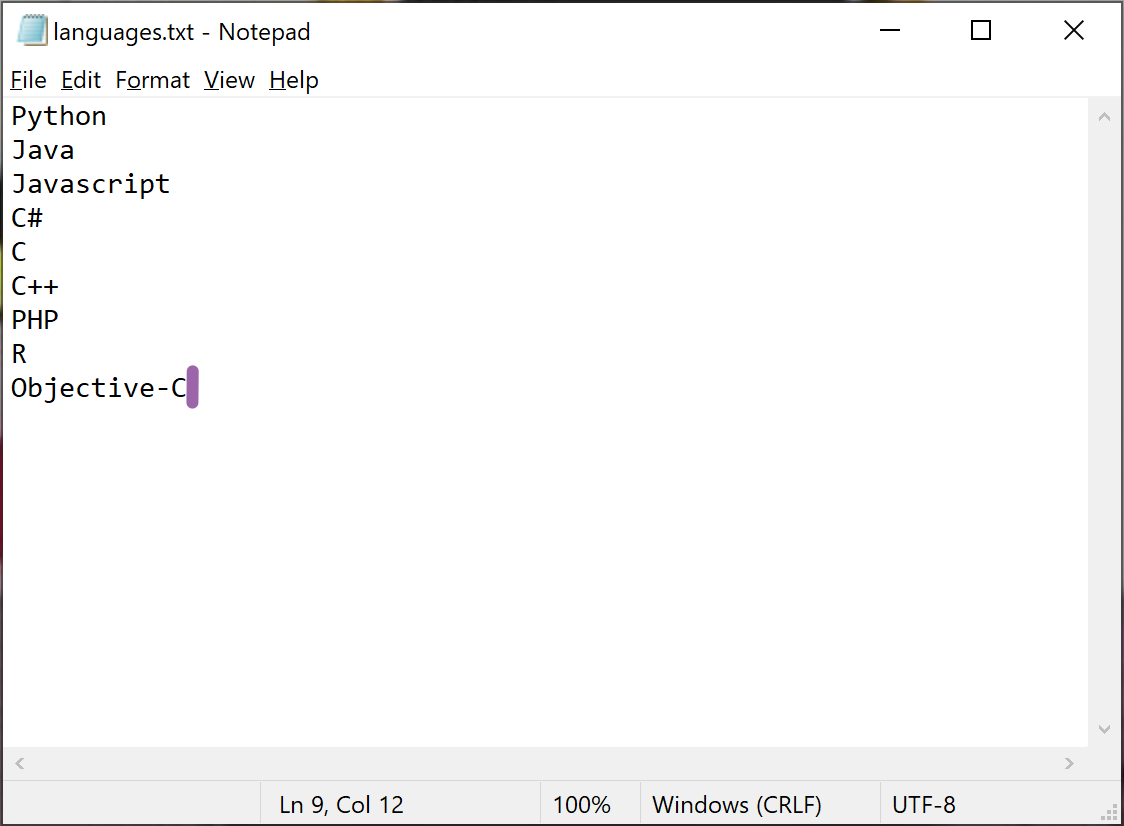 languages.txt - Notepad
File Edit Format View Help
Python
Java
Javascript
C#
C
C++
PHP
R
Objective-C
Ln 9, Col 12 100% Windows (CRLF) UTF-8